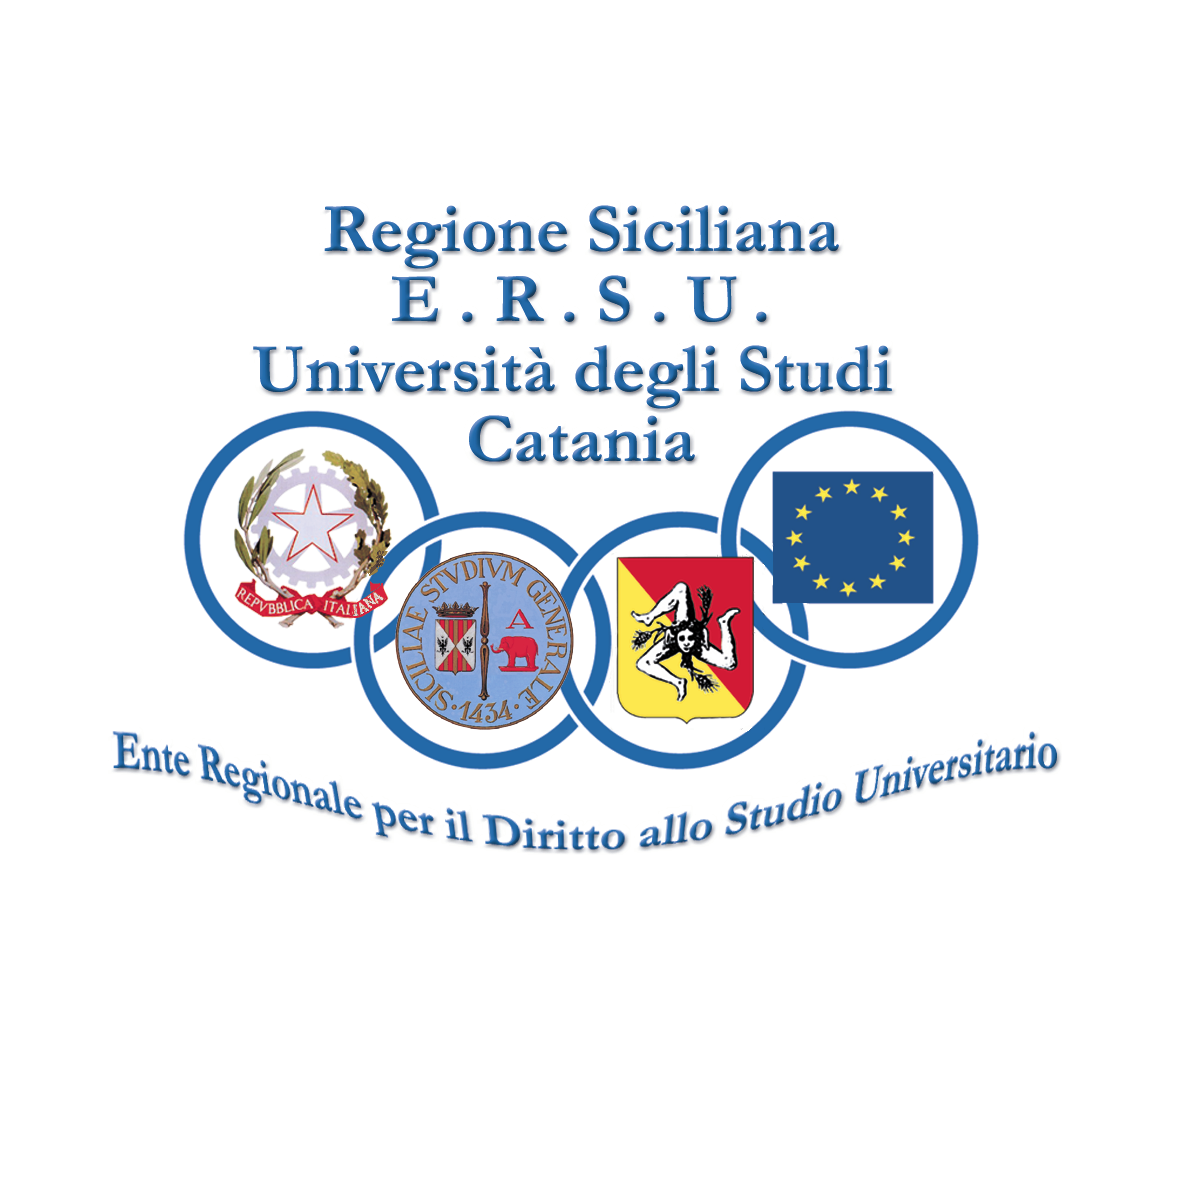 Regione Siciliana
E . R . S . U .
Università degli Studi
Catania
REPVBBLICA ITALIANA
SICILIAE STVDIVM GENERALE
· 1434 ·
A
Ente Regionale per il Diritto allo Studio Universitario